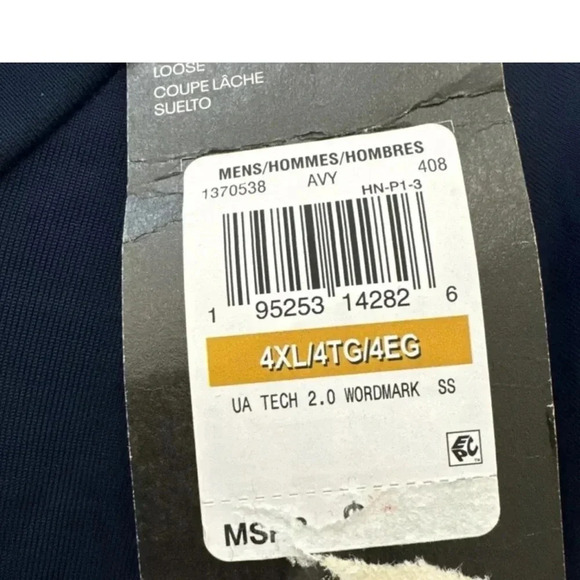 LOOSE
COUPE LÂCHE
SUELTO
MENS/HOMMES/HOMBRES
1370538 AVY 408
HN-P1-3
1 95253 14282 6
4XL/4TG/4EG
UA TECH 2.0 WORDMARK SS
EPC